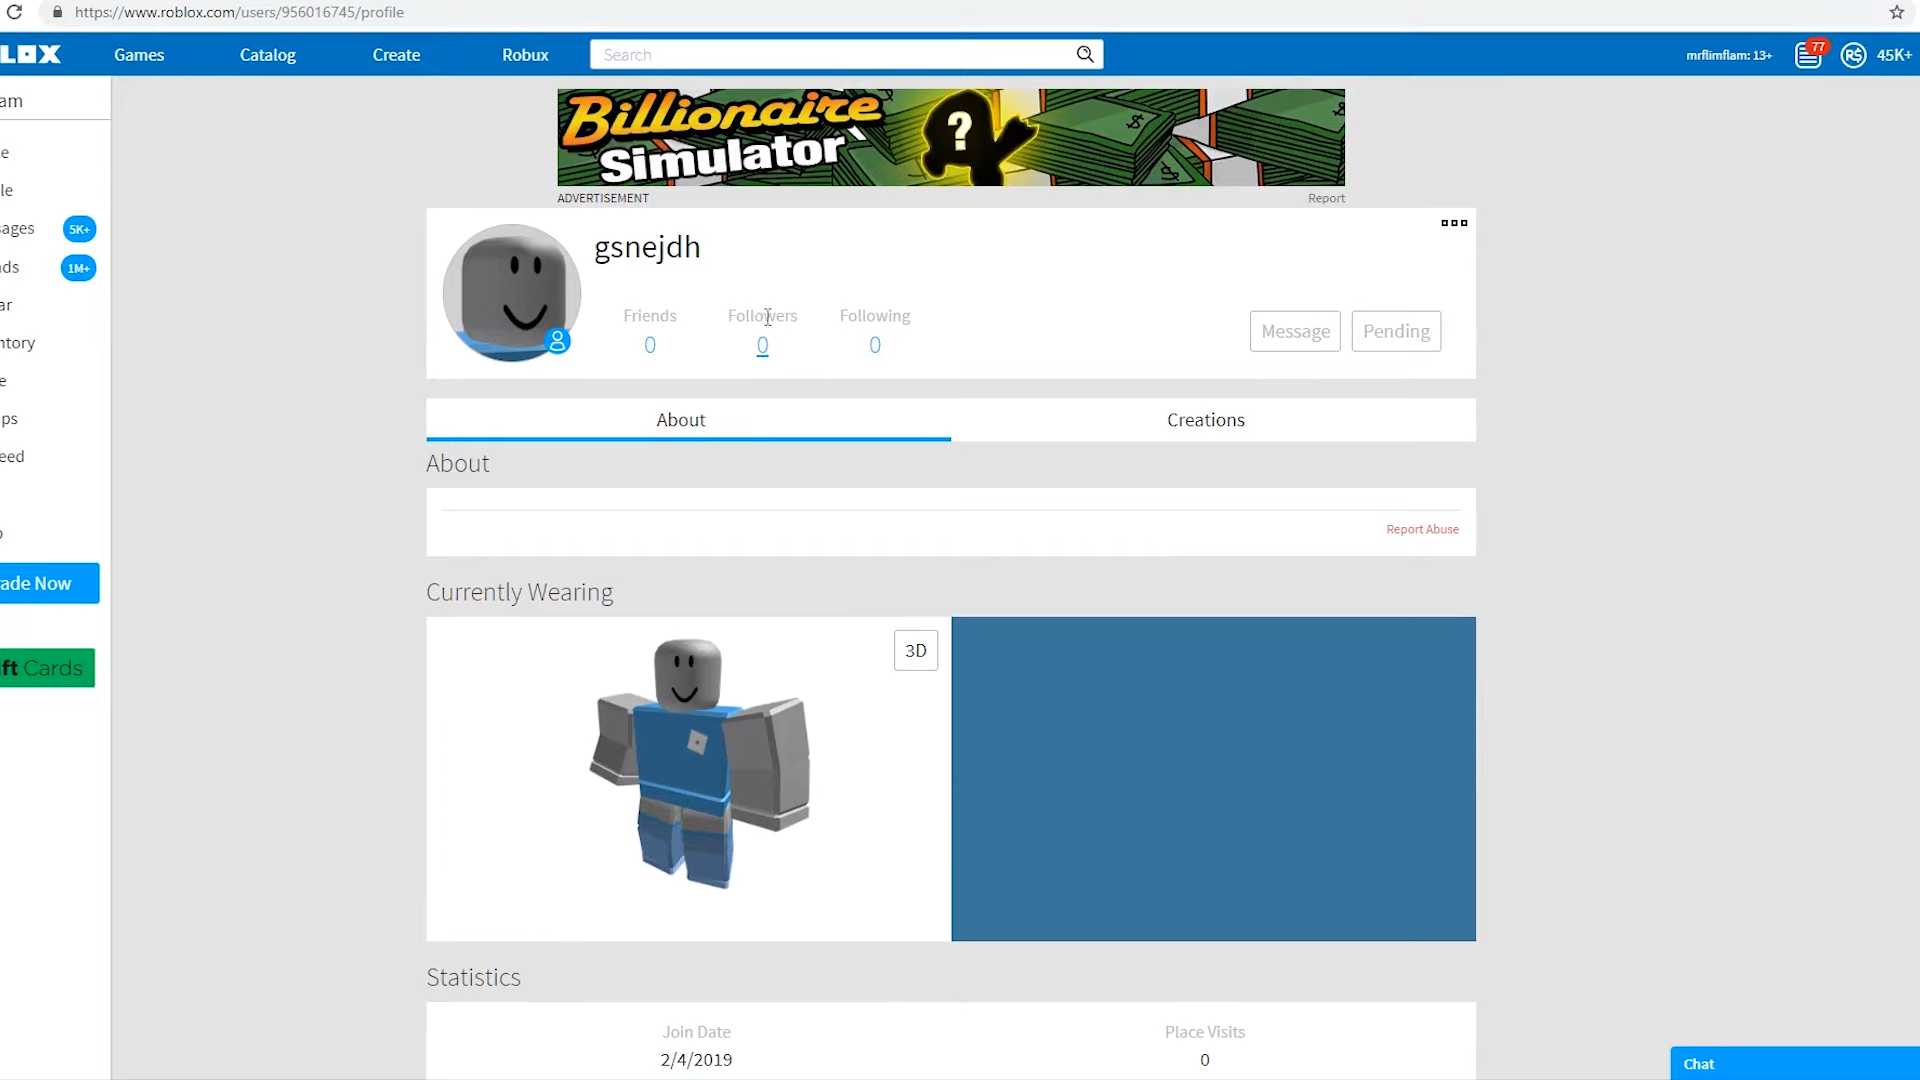 https://www.roblox.com/users/956016745/profile
LOX
Games
Catalog
Create
Robux
Search
mrflimflam: 13+
77
R$
45K+
am
e
le
sages
5K+
ds
1M+
ar
ntory
e
ps
eed
o
ade Now
ft Cards
Billionaire
Simulator
?
ADVERTISEMENT
Report
gsnejdh
Friends
Followers
Following
0
0
0
Message
Pending
About
Creations
About
Report Abuse
Currently Wearing
3D
Statistics
Join Date
Place Visits
2/4/2019
0
Chat